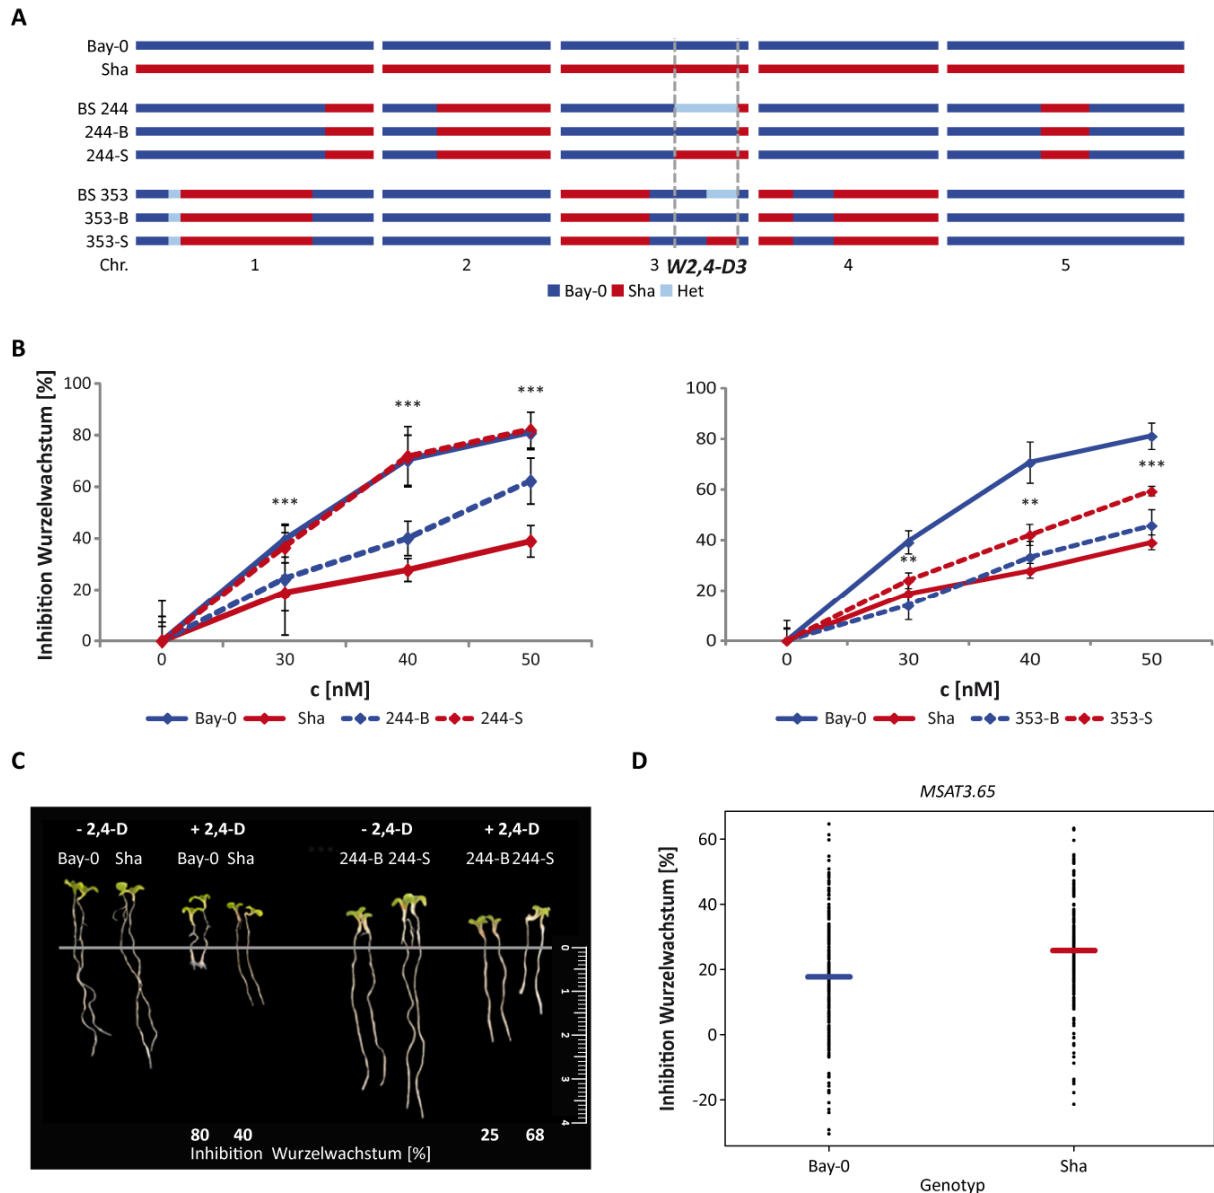 A
Bay-0
Sha
BS 244
244-B
244-S
BS 353
353-B
353-S
Chr. 1 2 3 W2,4-D3 4 5
Bay-0 Sha Het
B
Inhibition Wurzelwachstum [%]
100
80
60
40
20
0
*** *** ***
0 30 40 50
c [nM]
Bay-0 Sha 244-B 244-S
100
80
60
40
20
0
** ** ***
0 30 40 50
c [nM]
Bay-0 Sha 353-B 353-S
C
- 2,4-D + 2,4-D - 2,4-D + 2,4-D
Bay-0 Sha Bay-0 Sha 244-B 244-S 244-B 244-S
0
1
2
3
4
80 40 25 68
Inhibition Wurzelwachstum [%]
D
MSAT3.65
Inhibition Wurzelwachstum [%]
60
40
20
0
-20
Bay-0 Sha
Genotyp